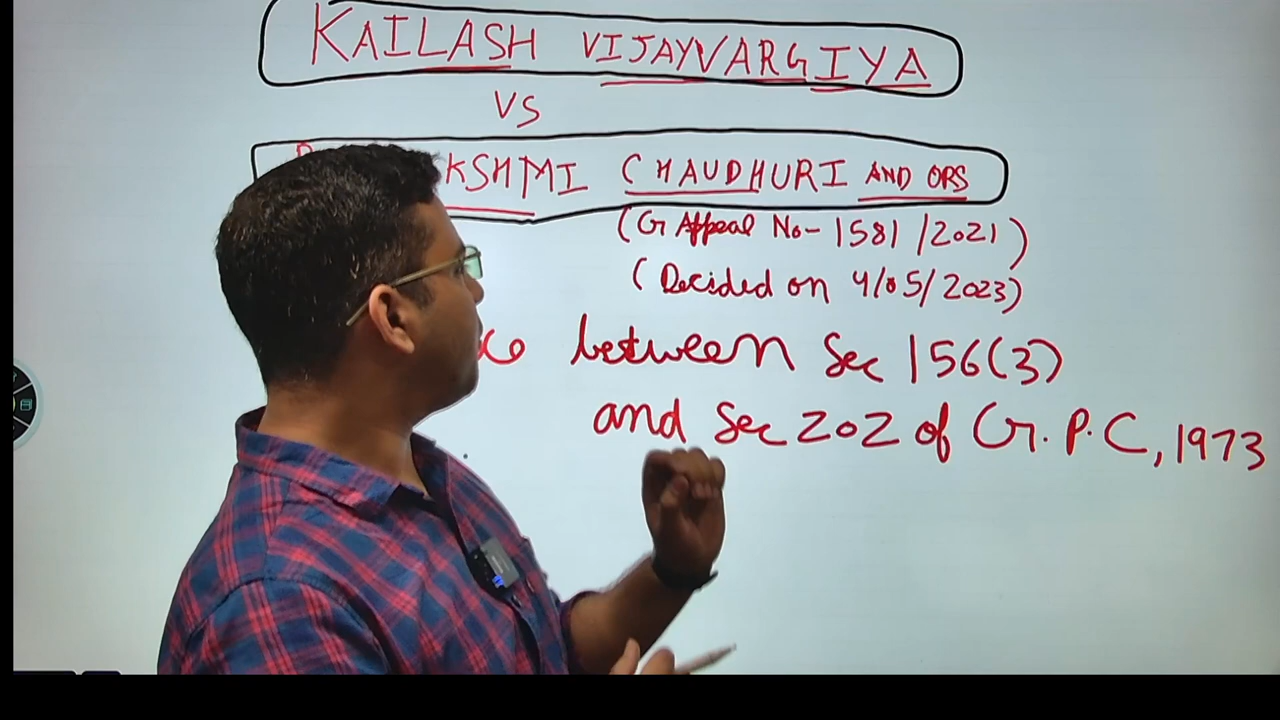 KAILASH VIJAYVARGIYA
VS
KSHMI CHAUDHURI AND ORS
(Cr Appeal No- 1581/2021)
(Decided on 4/05/2023)
between Sec 156(3)
and Sec 202 of Cr.P.C, 1973